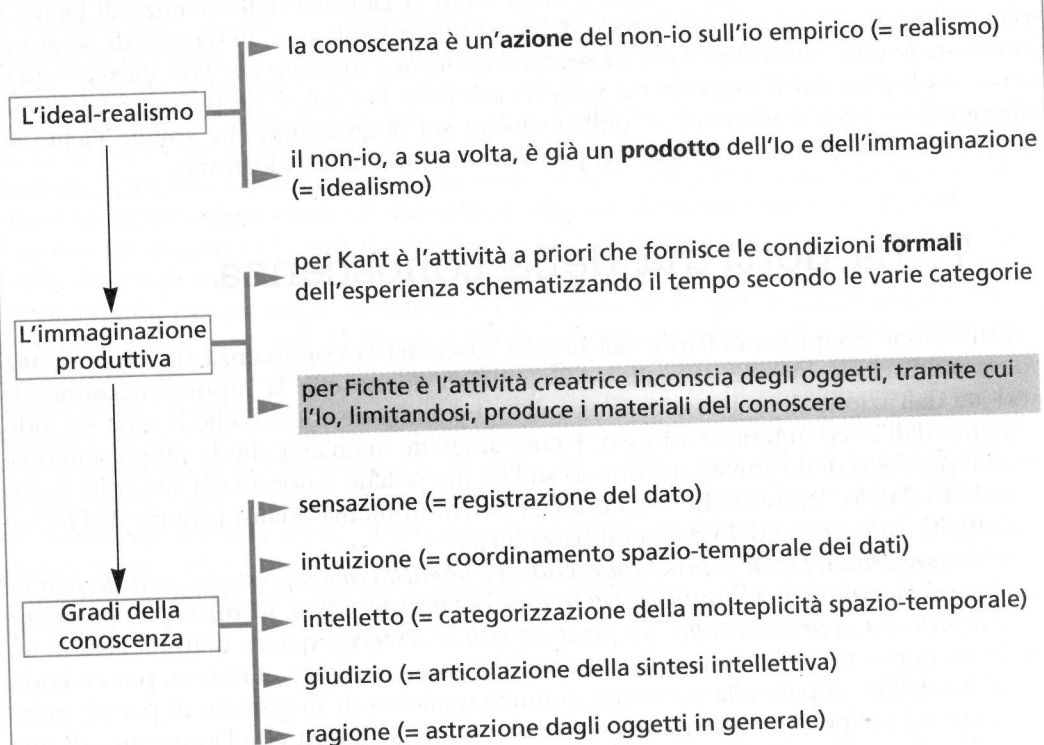 la conoscenza è un'azione del non-io sull'io empirico (= realismo)
L'ideal-realismo
il non-io, a sua volta, è già un prodotto dell'Io e dell'immaginazione
(= idealismo)
per Kant è l'attività a priori che fornisce le condizioni formali
dell'esperienza schematizzando il tempo secondo le varie categorie
L'immaginazione
produttiva
per Fichte è l'attività creatrice inconscia degli oggetti, tramite cui
l'Io, limitandosi, produce i materiali del conoscere
sensazione (= registrazione del dato)
intuizione (= coordinamento spazio-temporale dei dati)
Gradi della
conoscenza
intelletto (= categorizzazione della molteplicità spazio-temporale)
giudizio (= articolazione della sintesi intellettiva)
ragione (= astrazione dagli oggetti in generale)